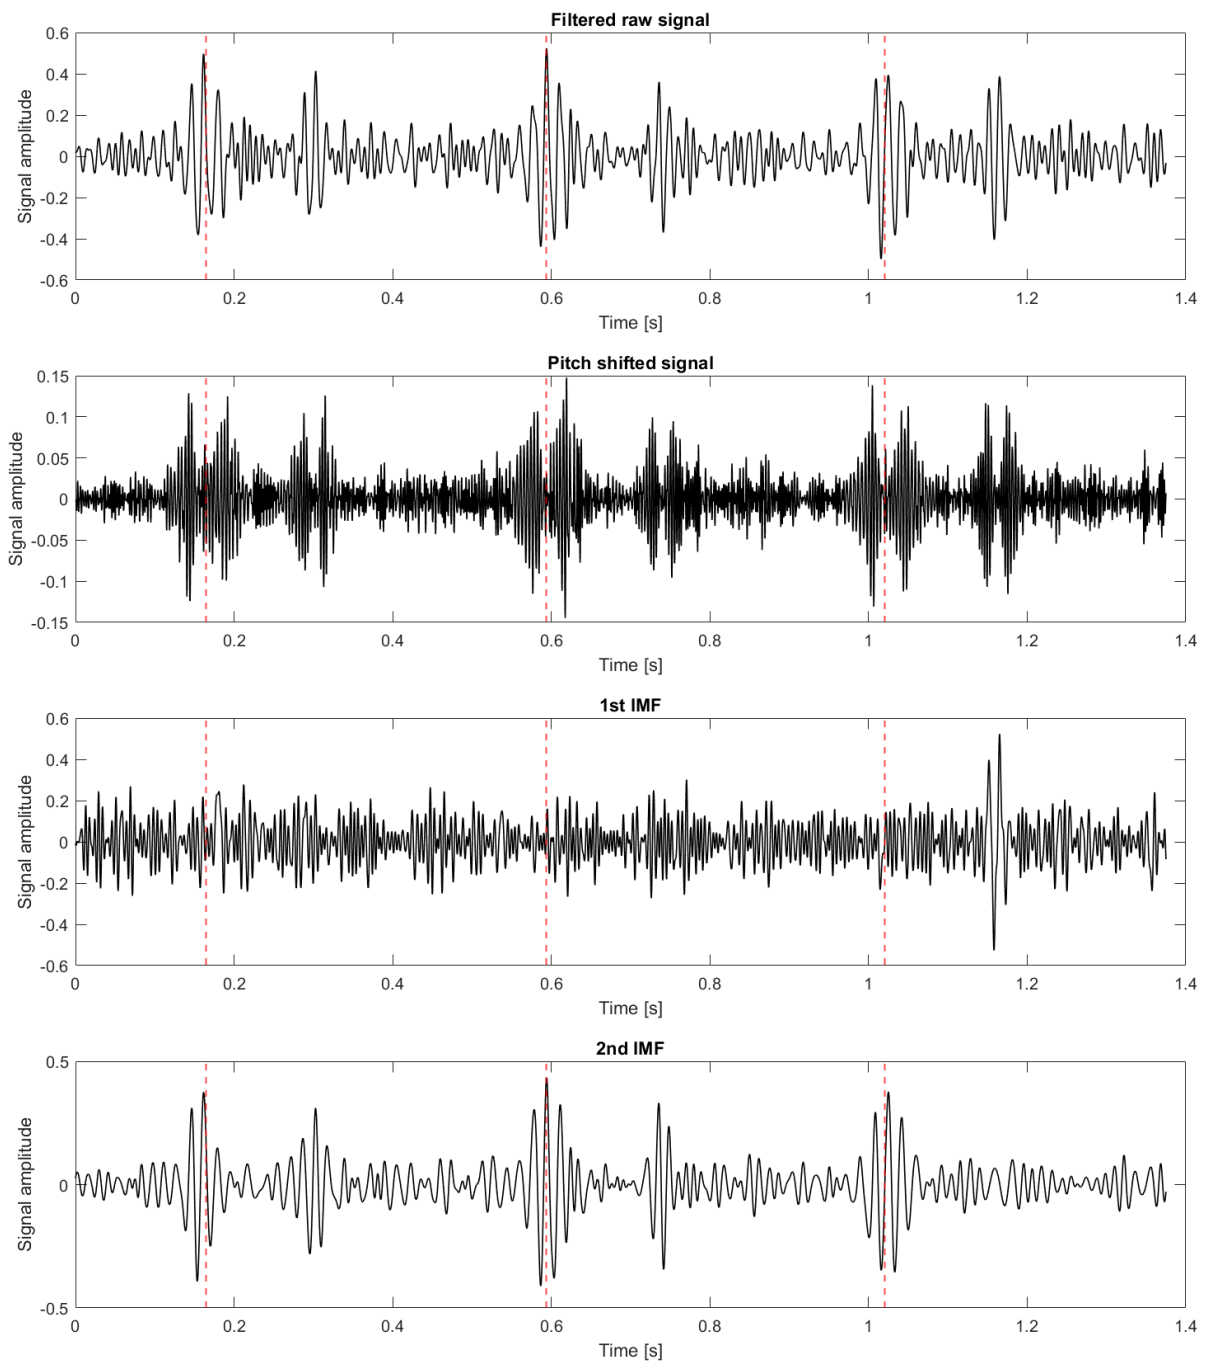 Filtered raw signal
0.6
0.4
0.2
0
-0.2
-0.4
-0.6
Signal amplitude
0 0.2 0.4 0.6 0.8 1 1.2 1.4
Time [s]
Pitch shifted signal
0.15
0.1
0.05
0
-0.05
-0.1
-0.15
Signal amplitude
0 0.2 0.4 0.6 0.8 1 1.2 1.4
Time [s]
1st IMF
0.6
0.4
0.2
0
-0.2
-0.4
-0.6
Signal amplitude
0 0.2 0.4 0.6 0.8 1 1.2 1.4
Time [s]
2nd IMF
0.5
0
-0.5
Signal amplitude
0 0.2 0.4 0.6 0.8 1 1.2 1.4
Time [s]